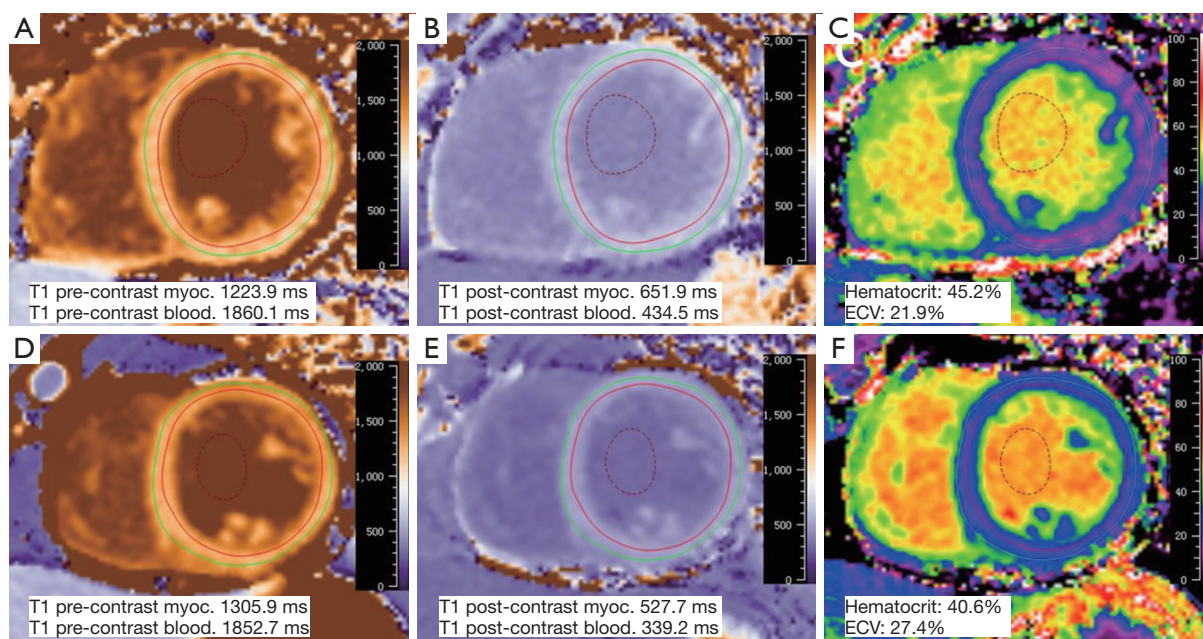 A
2,000
1,500
1,000
500
0
T1 pre-contrast myoc. 1223.9 ms
T1 pre-contrast blood. 1860.1 ms
B
2,000
1,500
1,000
500
0
T1 post-contrast myoc. 651.9 ms
T1 post-contrast blood. 434.5 ms
C
C
100
80
60
40
20
0
Hematocrit: 45.2%
ECV: 21.9%
D
2,000
1,500
1,000
500
0
T1 pre-contrast myoc. 1305.9 ms
T1 pre-contrast blood. 1852.7 ms
E
2,000
1,500
1,000
500
0
T1 post-contrast myoc. 527.7 ms
T1 post-contrast blood. 339.2 ms
F
100
80
60
40
20
0
Hematocrit: 40.6%
ECV: 27.4%